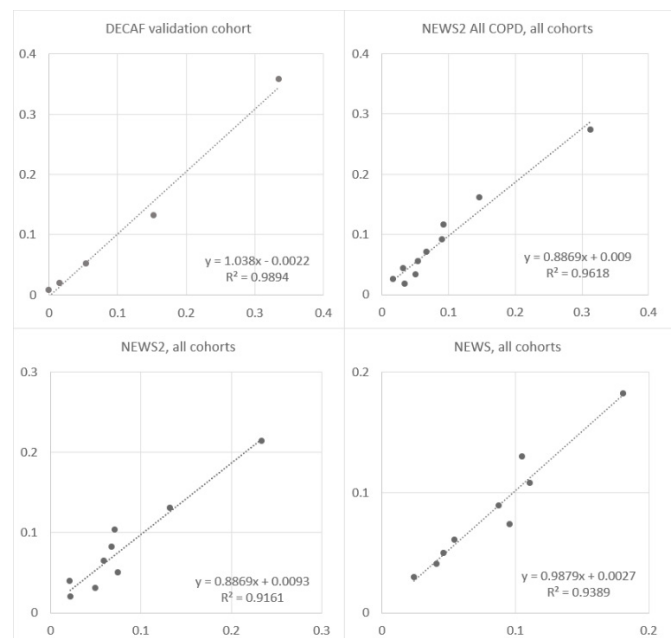 DECAF validation cohort
0.4
0.3
0.2
0.1
0
0
0.1
0.2
0.3
0.4
y = 1.038x - 0.0022
R² = 0.9894
NEWS2 All COPD, all cohorts
0.4
0.3
0.2
0.1
0
0
0.1
0.2
0.3
0.4
y = 0.8869x + 0.009
R² = 0.9618
NEWS2, all cohorts
0.3
0.2
0.1
0
0
0.1
0.2
0.3
y = 0.8869x + 0.0093
R² = 0.9161
NEWS, all cohorts
0.2
0.1
0
0
0.1
0.2
y = 0.9879x + 0.0027
R² = 0.9389